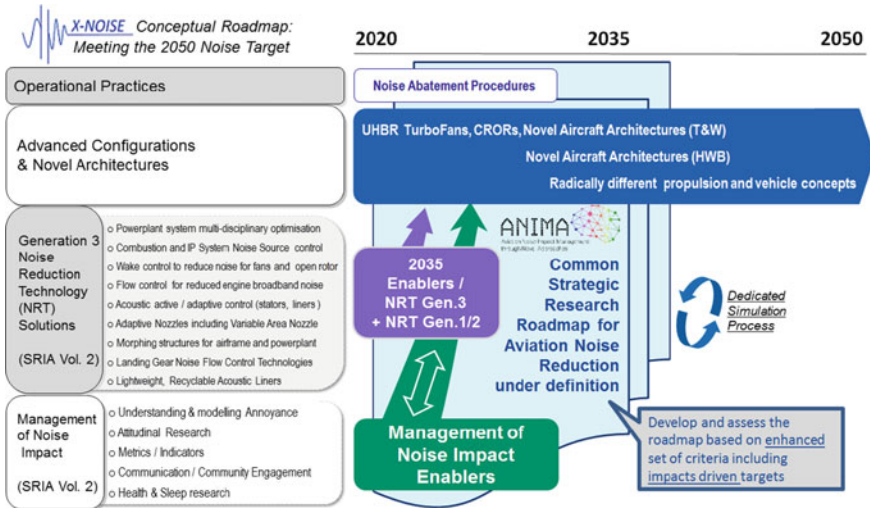 X-NOISE Conceptual Roadmap:
Meeting the 2050 Noise Target
2020 2035 2050
Operational Practices
Noise Abatement Procedures
Advanced Configurations
& Novel Architectures
UHBR TurboFans, CRORs, Novel Aircraft Architectures (T&W)
Novel Aircraft Architectures (HWB)
Radically different propulsion and vehicle concepts
Generation 3
Noise
Reduction
Technology
(NRT)
Solutions
(SRIA Vol. 2)
o Powerplant system multi-disciplinary optimisation
o Combustion and IP System Noise Source control
o Wake control to reduce noise for fans and open rotor
o Flow control for reduced engine broadband noise
o Acoustic active / adaptive control (stators, liners )
o Adaptive Nozzles including Variable Area Nozzle
o Morphing structures for airframe and powerplant
o Landing Gear Noise Flow Control Technologies
o Lightweight, Recyclable Acoustic Liners
2035
Enablers /
NRT Gen.3
+ NRT Gen.1/2
ANIMA
Common
Strategic
Research
Roadmap for
Aviation Noise
Reduction
under definition
Dedicated
Simulation
Process
Management
of Noise
Impact
(SRIA Vol. 2)
o Understanding & modelling Annoyance
o Attitudinal Research
o Metrics / Indicators
o Communication / Community Engagement
o Health & Sleep research
Management of
Noise Impact
Enablers
Develop and assess the
roadmap based on enhanced
set of criteria including
impacts driven targets